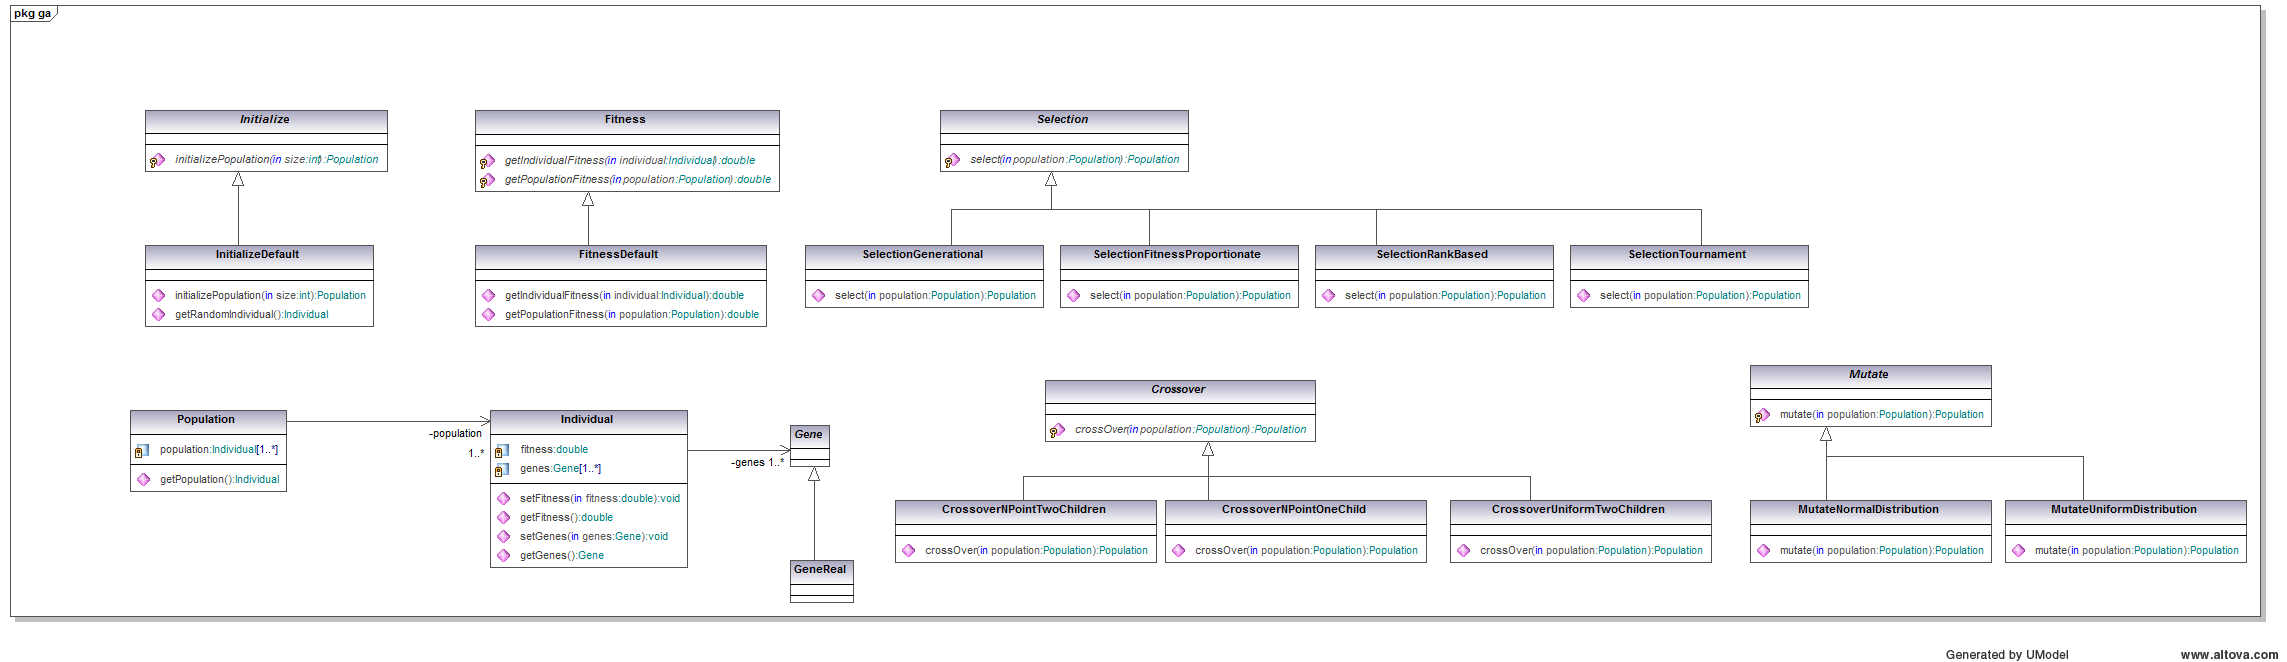 pkg ga
Initialize
initializePopulation(in size:int):Population
Fitness
getIndividualFitness(in individual:Individual):double
getPopulationFitness(in population:Population):double
Selection
select(in population:Population):Population
InitializeDefault
initializePopulation(in size:int):Population
getRandomIndividual():Individual
FitnessDefault
getIndividualFitness(in individual:Individual):double
getPopulationFitness(in population:Population):double
SelectionGenerational
select(in population:Population):Population
SelectionFitnessProportionate
select(in population:Population):Population
SelectionRankBased
select(in population:Population):Population
SelectionTournament
select(in population:Population):Population
Population
population:Individual[1..*]
getPopulation():Individual
-population
1..*
Individual
fitness:double
genes:Gene[1..*]
setFitness(in fitness:double):void
getFitness():double
setGenes(in genes:Gene):void
getGenes():Gene
-genes 1..*
Gene
GeneReal
Crossover
crossOver(in population:Population):Population
CrossoverNPointTwoChildren
crossOver(in population:Population):Population
CrossoverNPointOneChild
crossOver(in population:Population):Population
CrossoverUniformTwoChildren
crossOver(in population:Population):Population
Mutate
mutate(in population:Population):Population
MutateNormalDistribution
mutate(in population:Population):Population
MutateUniformDistribution
mutate(in population:Population):Population
Generated by UModel
www.altova.com